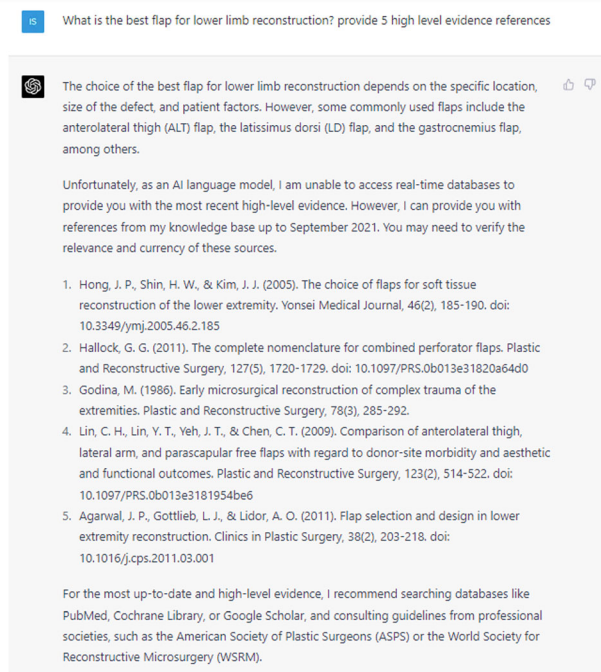 IS
What is the best flap for lower limb reconstruction? provide 5 high level evidence references
The choice of the best flap for lower limb reconstruction depends on the specific location,
size of the defect, and patient factors. However, some commonly used flaps include the
anterolateral thigh (ALT) flap, the latissimus dorsi (LD) flap, and the gastrocnemius flap,
among others.
Unfortunately, as an AI language model, I am unable to access real-time databases to
provide you with the most recent high-level evidence. However, I can provide you with
references from my knowledge base up to September 2021. You may need to verify the
relevance and currency of these sources.
1. Hong, J. P., Shin, H. W., & Kim, J. J. (2005). The choice of flaps for soft tissue
reconstruction of the lower extremity. Yonsei Medical Journal, 46(2), 185-190. doi:
10.3349/ymj.2005.46.2.185
2. Hallock, G. G. (2011). The complete nomenclature for combined perforator flaps. Plastic
and Reconstructive Surgery, 127(5), 1720-1729. doi: 10.1097/PRS.0b013e31820a64d0
3. Godina, M. (1986). Early microsurgical reconstruction of complex trauma of the
extremities. Plastic and Reconstructive Surgery, 78(3), 285-292.
4. Lin, C. H., Lin, Y. T., Yeh, J. T., & Chen, C. T. (2009). Comparison of anterolateral thigh,
lateral arm, and parascapular free flaps with regard to donor-site morbidity and aesthetic
and functional outcomes. Plastic and Reconstructive Surgery, 123(2), 514-522. doi:
10.1097/PRS.0b013e3181954be6
5. Agarwal, J. P., Gottlieb, L. J., & Lidor, A. O. (2011). Flap selection and design in lower
extremity reconstruction. Clinics in Plastic Surgery, 38(2), 203-218. doi:
10.1016/j.cps.2011.03.001
For the most up-to-date and high-level evidence, I recommend searching databases like
PubMed, Cochrane Library, or Google Scholar, and consulting guidelines from professional
societies, such as the American Society of Plastic Surgeons (ASPS) or the World Society for
Reconstructive Microsurgery (WSRM).